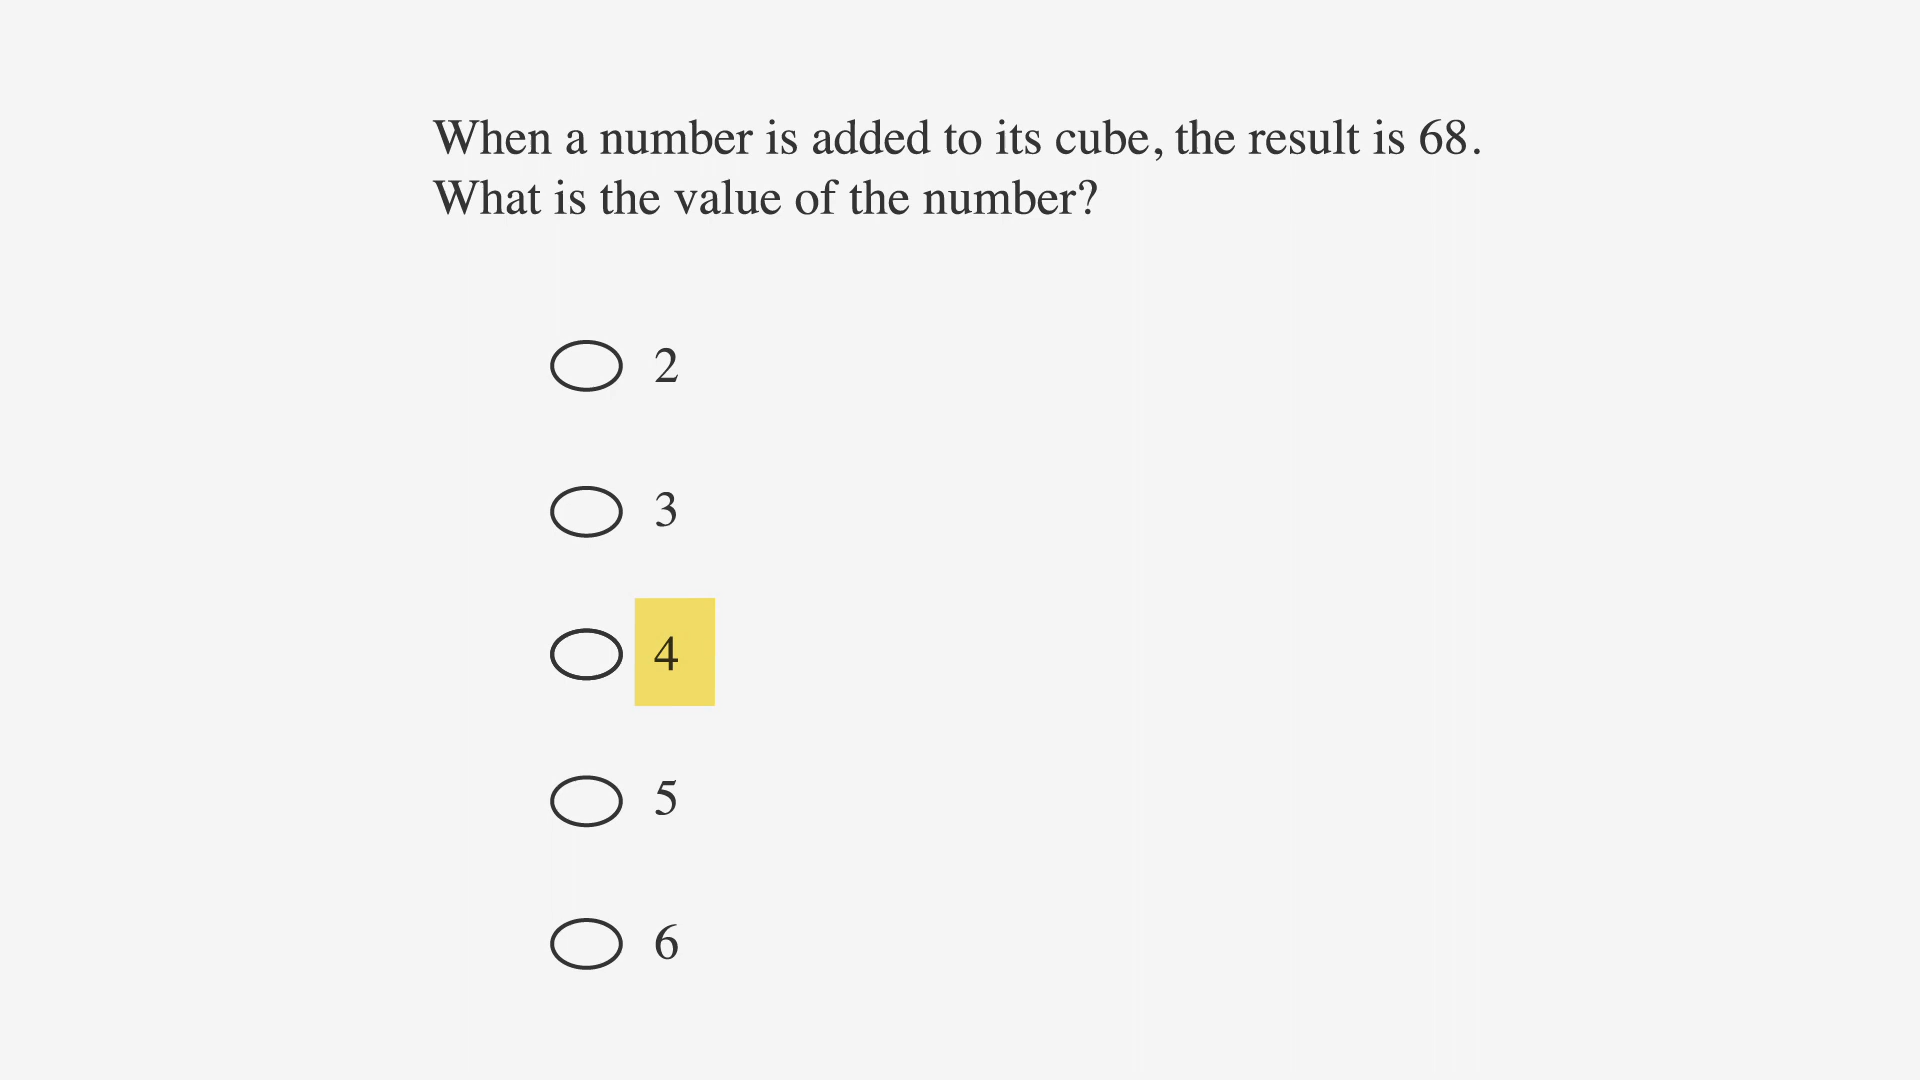 When a number is added to its cube, the result is 68.
What is the value of the number?
2
3
4
5
6